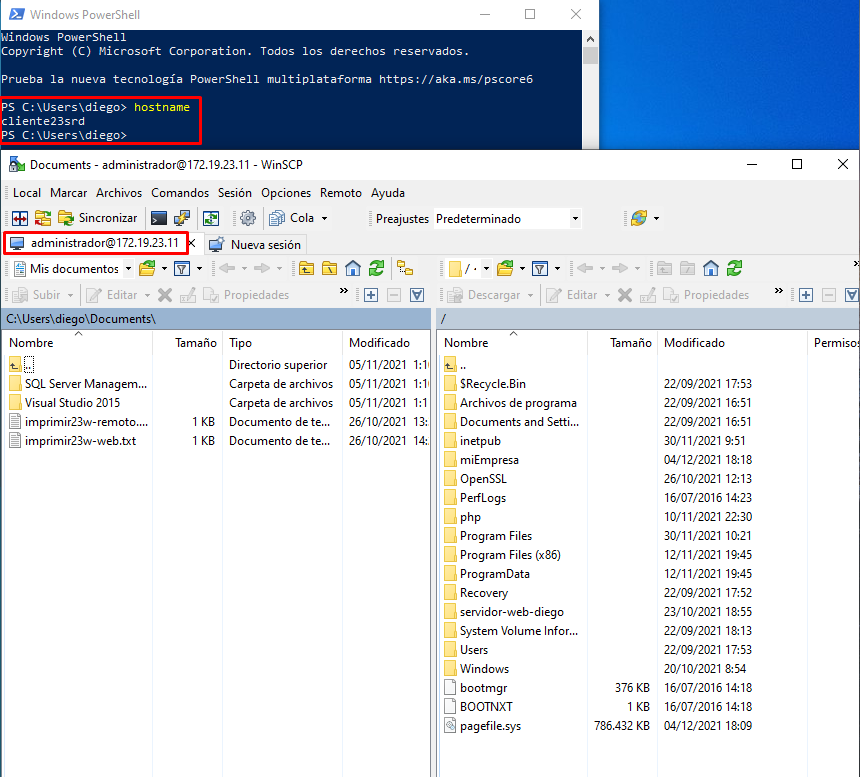 Windows PowerShell
Windows PowerShell
Copyright (C) Microsoft Corporation. Todos los derechos reservados.
Prueba la nueva tecnología PowerShell multiplataforma https://aka.ms/pscore6
PS C:\Users\diego> hostname
cliente23srd
PS C:\Users\diego>
Documents - administrador@172.19.23.11 - WinSCP
Local Marcar Archivos Comandos Sesión Opciones Remoto Ayuda
Sincronizar Cola Preajustes Predeterminado
administrador@172.19.23.11 × Nueva sesión
Mis documentos / ·
Subir Editar Propiedades » Descargar Editar Propiedades »
C:\Users\diego\Documents\ /
Nombre Tamaño Tipo Modificado Nombre Tamaño Modificado Permisos
.. Directorio superior 05/11/2021 ..
SQL Server Managem... Carpeta de archivos 05/11/2021 $Recycle.Bin 22/09/2021 17:53
Visual Studio 2015 Carpeta de archivos 05/11/2021 Archivos de programa 22/09/2021 16:51
imprimir23w-remoto.... 1 KB Documento de te... 26/10/2021 13: Documents and Setti... 22/09/2021 16:51
imprimir23w-web.txt 1 KB Documento de te... 26/10/2021 14: inetpub 30/11/2021 9:51
miEmpresa 04/12/2021 18:18
OpenSSL 26/10/2021 12:13
PerfLogs 16/07/2016 14:23
php 10/11/2021 22:30
Program Files 30/11/2021 10:21
Program Files (x86) 12/11/2021 19:45
ProgramData 12/11/2021 19:45
Recovery 22/09/2021 17:52
servidor-web-diego 23/10/2021 18:55
System Volume Infor... 22/09/2021 18:13
Users 22/09/2021 17:53
Windows 20/10/2021 8:54
bootmgr 376 KB 16/07/2016 14:18
BOOTNXT 1 KB 16/07/2016 14:18
pagefile.sys 786.432 KB 04/12/2021 18:09